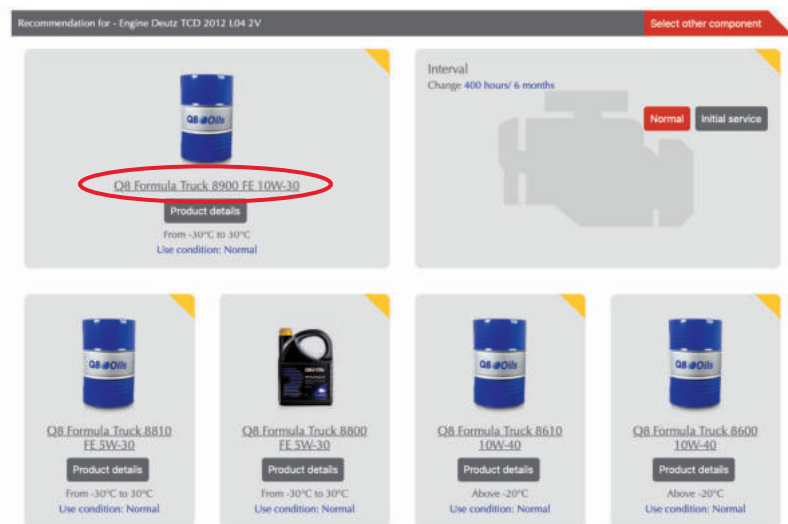 Recommendation for - Engine Deutz TCD 2012 L04 2V
Select other component
Q8 Oils
Q8 Formula Truck 8900 FE 10W-30
Product details
From -30°C to 30°C
Use condition: Normal
Interval
Change 400 hours/ 6 months
Normal
Initial service
Q8 Oils
Q8 Formula Truck 8810
FE 5W-30
Product details
From -30°C to 30°C
Use condition: Normal
Q8 Oils
Q8 Formula Truck 8800
FE 5W-30
Product details
From -30°C to 30°C
Use condition: Normal
Q8 Oils
Q8 Formula Truck 8610
10W-40
Product details
Above -20°C
Use condition: Normal
Q8 Oils
Q8 Formula Truck 8600
10W-40
Product details
Above -20°C
Use condition: Normal